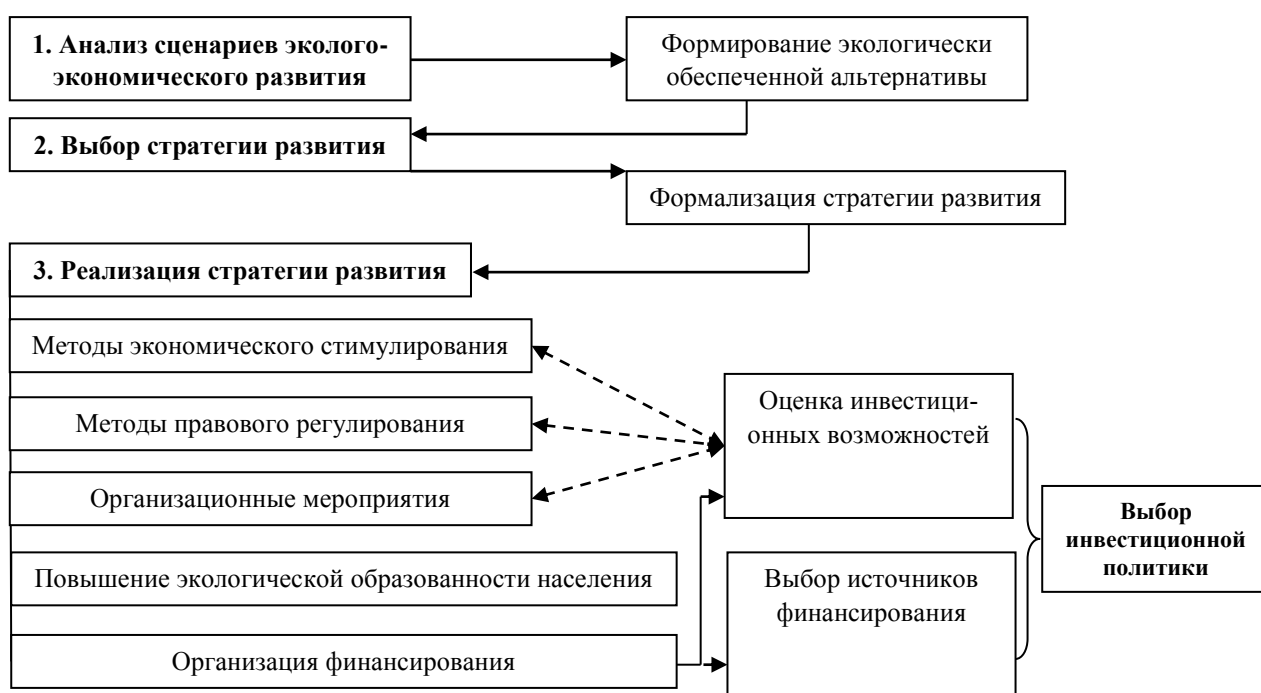 1. Анализ сценариев эколого-
экономического развития
Формирование экологически
обеспеченной альтернативы
2. Выбор стратегии развития
Формализация стратегии развития
3. Реализация стратегии развития
Методы экономического стимулирования
Методы правового регулирования
Организационные мероприятия
Повышение экологической образованности населения
Организация финансирования
Оценка инвестици-
онных возможностей
Выбор источников
финансирования
Выбор
инвестиционной
политики